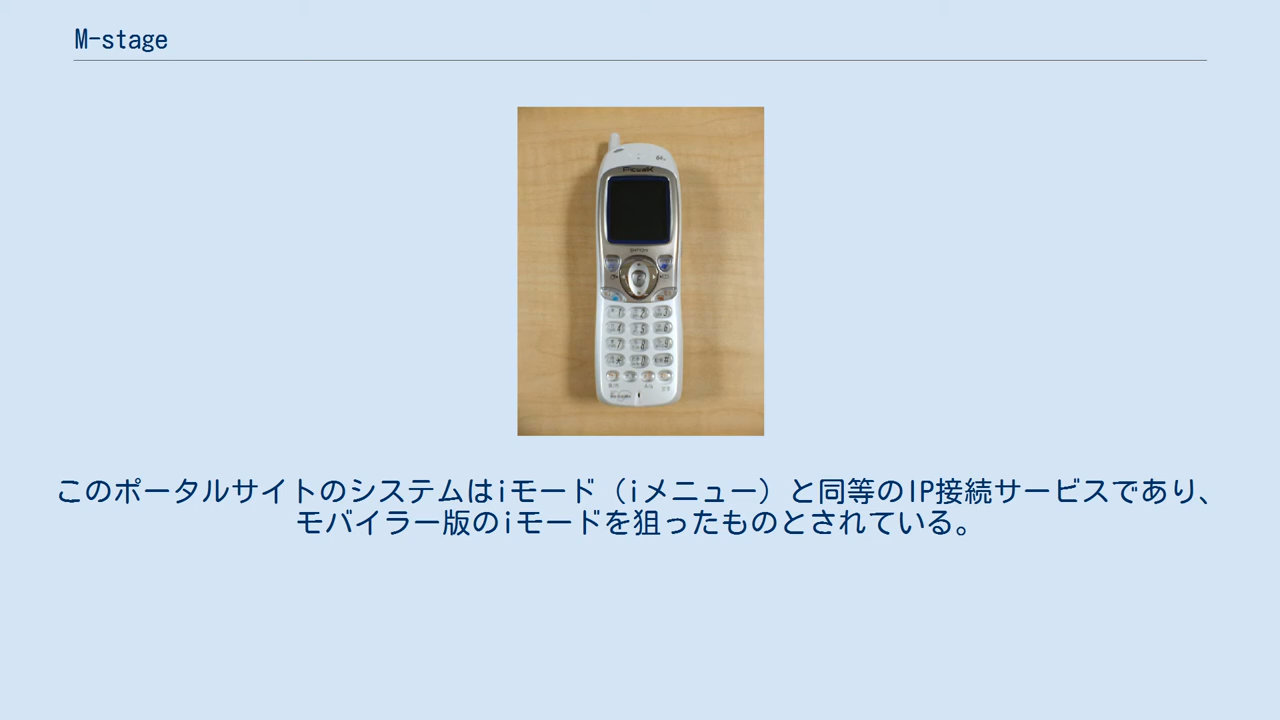 M-stage
このポータルサイトのシステムはiモード（iメニュー）と同等のIP接続サービスであり、
モバイラー版のiモードを狙ったものとされている。